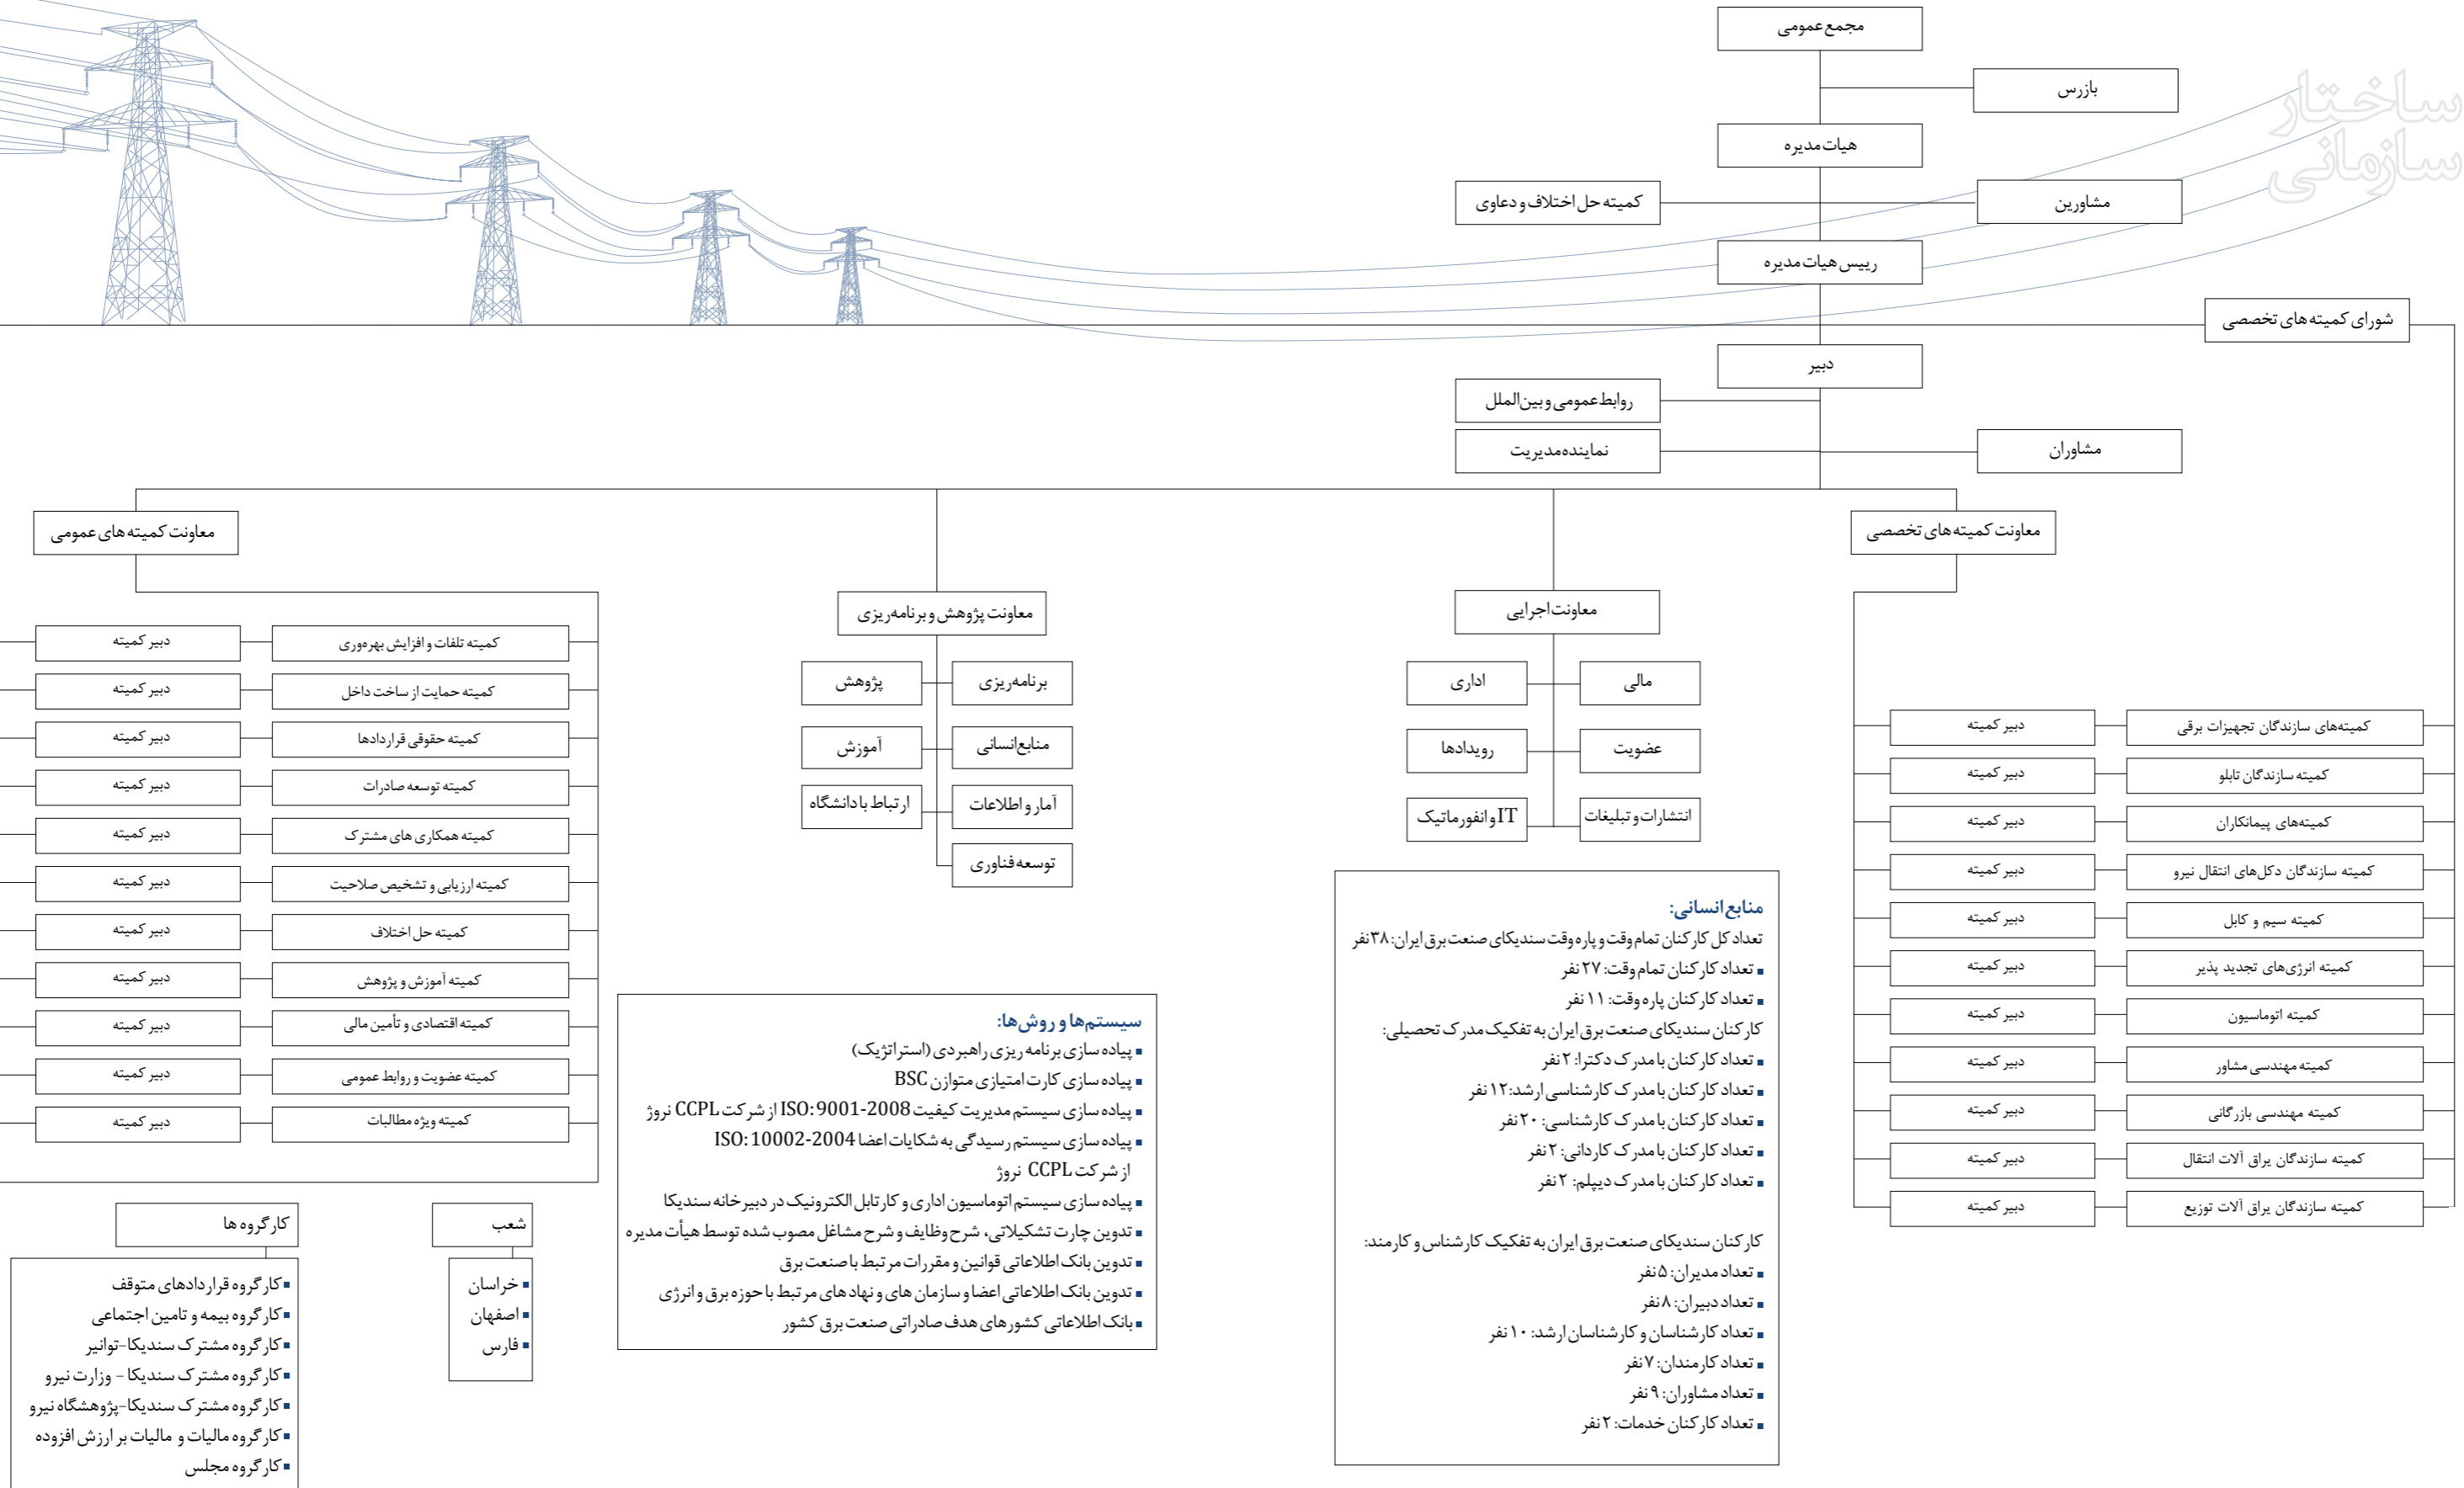 ساختار
سازمانی
مجمع عمومی
بازرس
هیات مدیره
مشاورین
کمیته حل اختلاف و دعاوی
رییس هیات مدیره
شورای کمیته های تخصصی
دبیر
روابط عمومی و بین الملل
مشاوران
نماینده مدیریت
معاونت کمیته های تخصصی
کمیته‌های سازندگان تجهیزات برقی
دبیر کمیته
کمیته سازندگان تابلو
دبیر کمیته
کمیته‌های پیمانکاران
دبیر کمیته
کمیته سازندگان دکل‌های انتقال نیرو
دبیر کمیته
کمیته سیم و کابل
دبیر کمیته
کمیته انرژی‌های تجدید پذیر
دبیر کمیته
کمیته اتوماسیون
دبیر کمیته
کمیته مهندسی مشاور
دبیر کمیته
کمیته مهندسی بازرگانی
دبیر کمیته
کمیته سازندگان یراق آلات انتقال
دبیر کمیته
کمیته سازندگان یراق آلات توزیع
دبیر کمیته
معاونت اجرایی
مالی
اداری
عضویت
رویدادها
انتشارات و تبلیغات
IT و انفورماتیک
منابع انسانی:
تعداد کل کارکنان تمام وقت و پاره وقت سندیکای صنعت برق ایران: ۳۸ نفر
▪ تعداد کارکنان تمام وقت: ۲۷ نفر
▪ تعداد کارکنان پاره وقت: ۱۱ نفر
کارکنان سندیکای صنعت برق ایران به تفکیک مدرک تحصیلی:
▪ تعداد کارکنان با مدرک دکترا: ۲ نفر
▪ تعداد کارکنان با مدرک کارشناسی ارشد: ۱۲ نفر
▪ تعداد کارکنان با مدرک کارشناسی: ۲۰ نفر
▪ تعداد کارکنان با مدرک کاردانی: ۲ نفر
▪ تعداد کارکنان با مدرک دیپلم: ۲ نفر
کارکنان سندیکای صنعت برق ایران به تفکیک کارشناس و کارمند:
▪ تعداد مدیران: ۵ نفر
▪ تعداد دبیران: ۸ نفر
▪ تعداد کارشناسان و کارشناسان ارشد: ۱۰ نفر
▪ تعداد کارمندان: ۷ نفر
▪ تعداد مشاوران: ۹ نفر
▪ تعداد کارکنان خدمات: ۲ نفر
معاونت پژوهش و برنامه‌ریزی
برنامه‌ریزی
پژوهش
منابع انسانی
آموزش
آمار و اطلاعات
ارتباط با دانشگاه
توسعه فناوری
سیستم‌ها و روش‌ها:
▪ پیاده سازی برنامه ریزی راهبردی (استراتژیک)
▪ پیاده سازی کارت امتیازی متوازن BSC
▪ پیاده سازی سیستم مدیریت کیفیت ISO: 9001-2008 از شرکت CCPL نروژ
▪ پیاده سازی سیستم رسیدگی به شکایات اعضا ISO: 10002-2004
از شرکت CCPL نروژ
▪ پیاده سازی سیستم اتوماسیون اداری و کارتابل الکترونیک در دبیرخانه سندیکا
▪ تدوین چارت تشکیلاتی، شرح وظایف و شرح مشاغل مصوب شده توسط هیأت مدیره
▪ تدوین بانک اطلاعاتی قوانین و مقررات مرتبط با صنعت برق
▪ تدوین بانک اطلاعاتی اعضا و سازمان های و نهاد های مرتبط با حوزه برق و انرژی
▪ بانک اطلاعاتی کشورهای هدف صادراتی صنعت برق کشور
معاونت کمیته های عمومی
کمیته تلفات و افزایش بهره‌وری
دبیر کمیته
کمیته حمایت از ساخت داخل
دبیر کمیته
کمیته حقوقی قراردادها
دبیر کمیته
کمیته توسعه صادرات
دبیر کمیته
کمیته همکاری های مشترک
دبیر کمیته
کمیته ارزیابی و تشخیص صلاحیت
دبیر کمیته
کمیته حل اختلاف
دبیر کمیته
کمیته آموزش و پژوهش
دبیر کمیته
کمیته اقتصادی و تأمین مالی
دبیر کمیته
کمیته عضویت و روابط عمومی
دبیر کمیته
کمیته ویژه مطالبات
دبیر کمیته
شعب
▪ خراسان
▪ اصفهان
▪ فارس
کارگروه ها
▪ کارگروه قراردادهای متوقف
▪ کارگروه بیمه و تامین اجتماعی
▪ کارگروه مشترک سندیکا-توانیر
▪ کارگروه مشترک سندیکا - وزارت نیرو
▪ کارگروه مشترک سندیکا-پژوهشگاه نیرو
▪ کارگروه مالیات و مالیات بر ارزش افزوده
▪ کارگروه مجلس